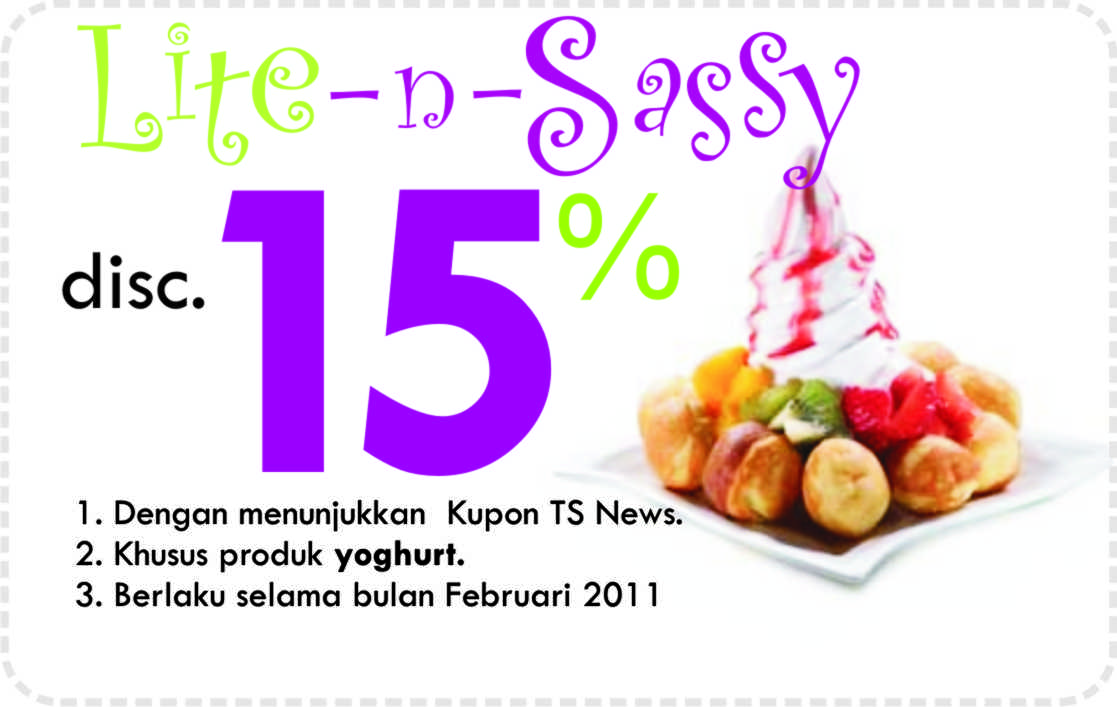 Lite-n-Sassy
disc. 15%
1. Dengan menunjukkan Kupon TS News.
2. Khusus produk yoghurt.
3. Berlaku selama bulan Februari 2011